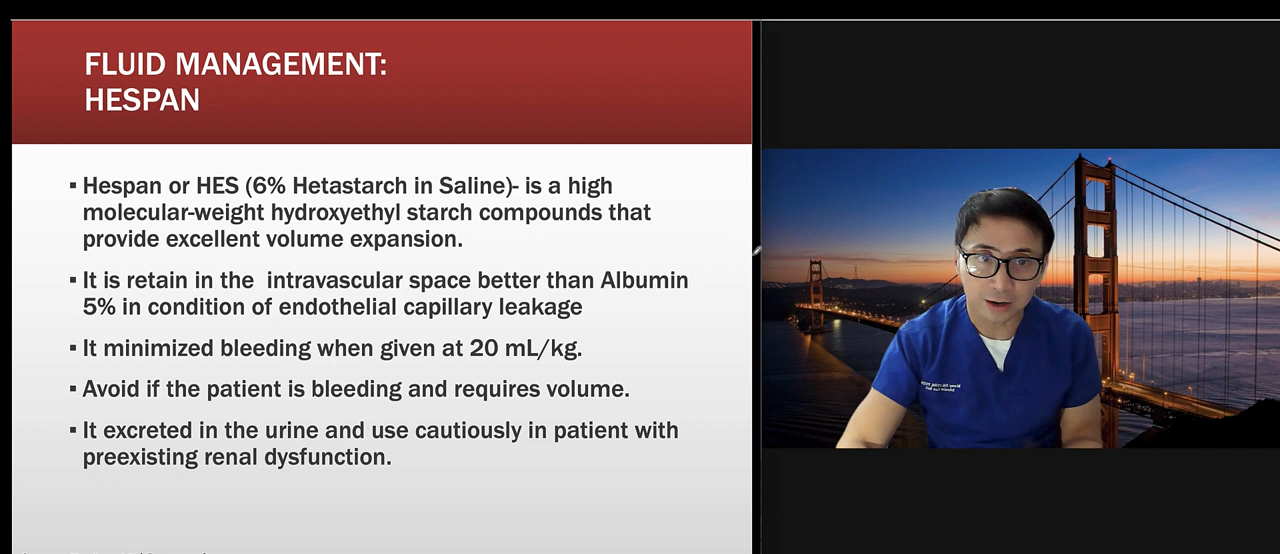 FLUID MANAGEMENT:
HESPAN
▪ Hespan or HES (6% Hetastarch in Saline)- is a high
molecular-weight hydroxyethyl starch compounds that
provide excellent volume expansion.
▪ It is retain in the  intravascular space better than Albumin
5% in condition of endothelial capillary leakage
▪ It minimized bleeding when given at 20 mL/kg.
▪ Avoid if the patient is bleeding and requires volume.
▪ It excreted in the urine and use cautiously in patient with
preexisting renal dysfunction.